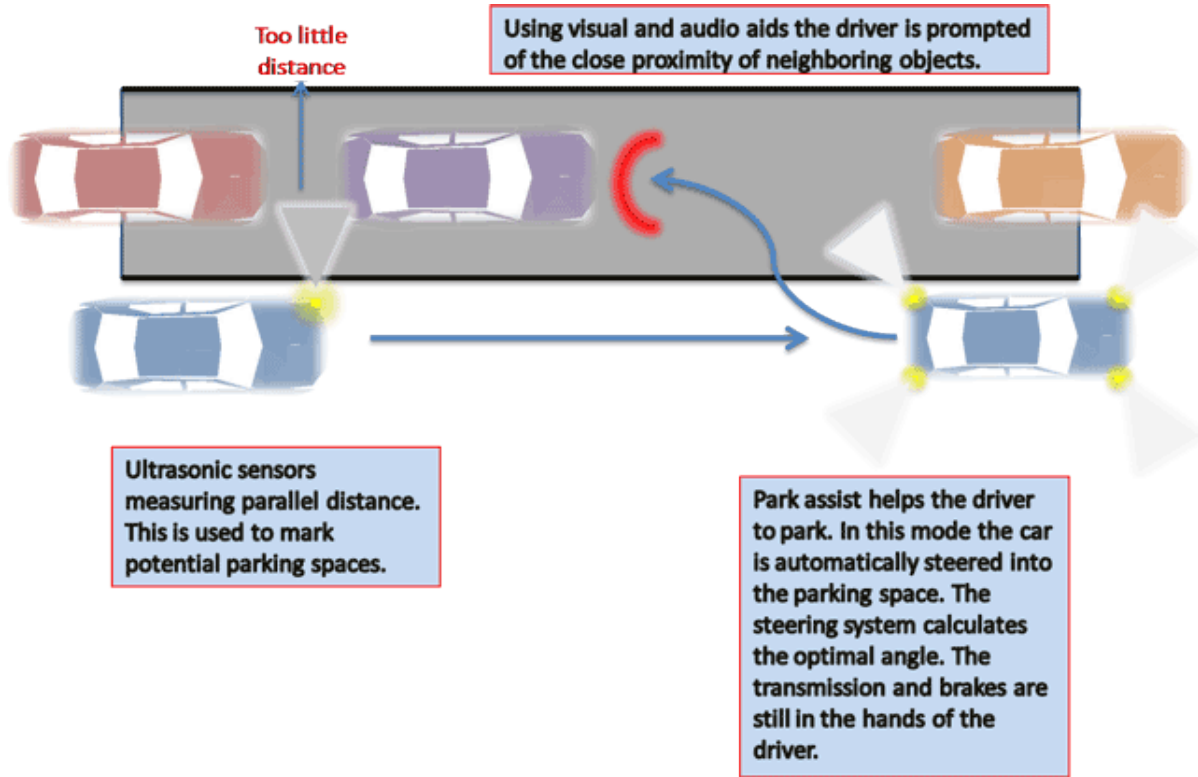 Too little
distance
Using visual and audio aids the driver is prompted
of the close proximity of neighboring objects.
Ultrasonic sensors
measuring parallel distance.
This is used to mark
potential parking spaces.
Park assist helps the driver
to park. In this mode the car
is automatically steered into
the parking space. The
steering system calculates
the optimal angle. The
transmission and brakes are
still in the hands of the
driver.